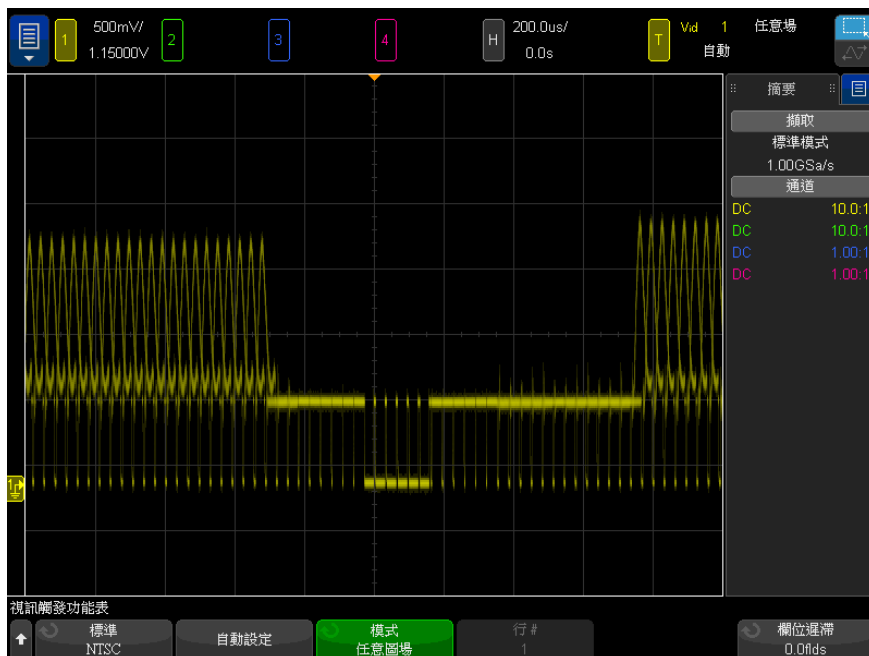 1
500mV/
1.15000V
2
3
4
H
200.0us/
0.0s
T
Vid 1 任意場
自動
摘要
擷取
標準模式
1.00GSa/s
通道
DC 10.0:1
DC 10.0:1
DC 1.00:1
DC 1.00:1
1
視訊觸發功能表
標準
NTSC
自動設定
模式
任意圖場
行 #
1
欄位遲滯
0.0flds